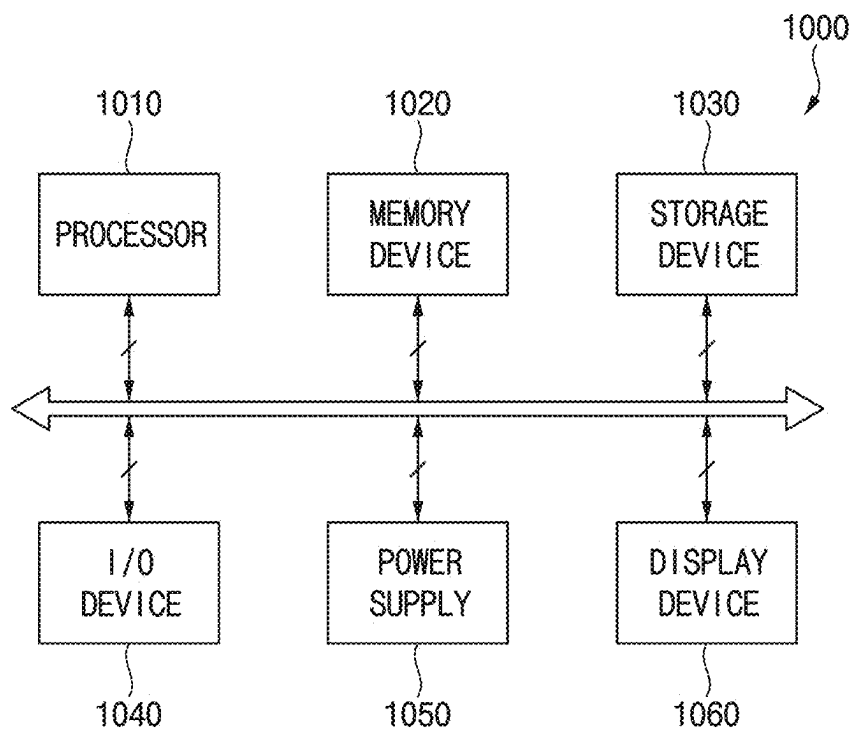 1000
1010
1020
1030
PROCESSOR
MEMORY
DEVICE
STORAGE
DEVICE
I/O
DEVICE
POWER
SUPPLY
DISPLAY
DEVICE
1040
1050
1060